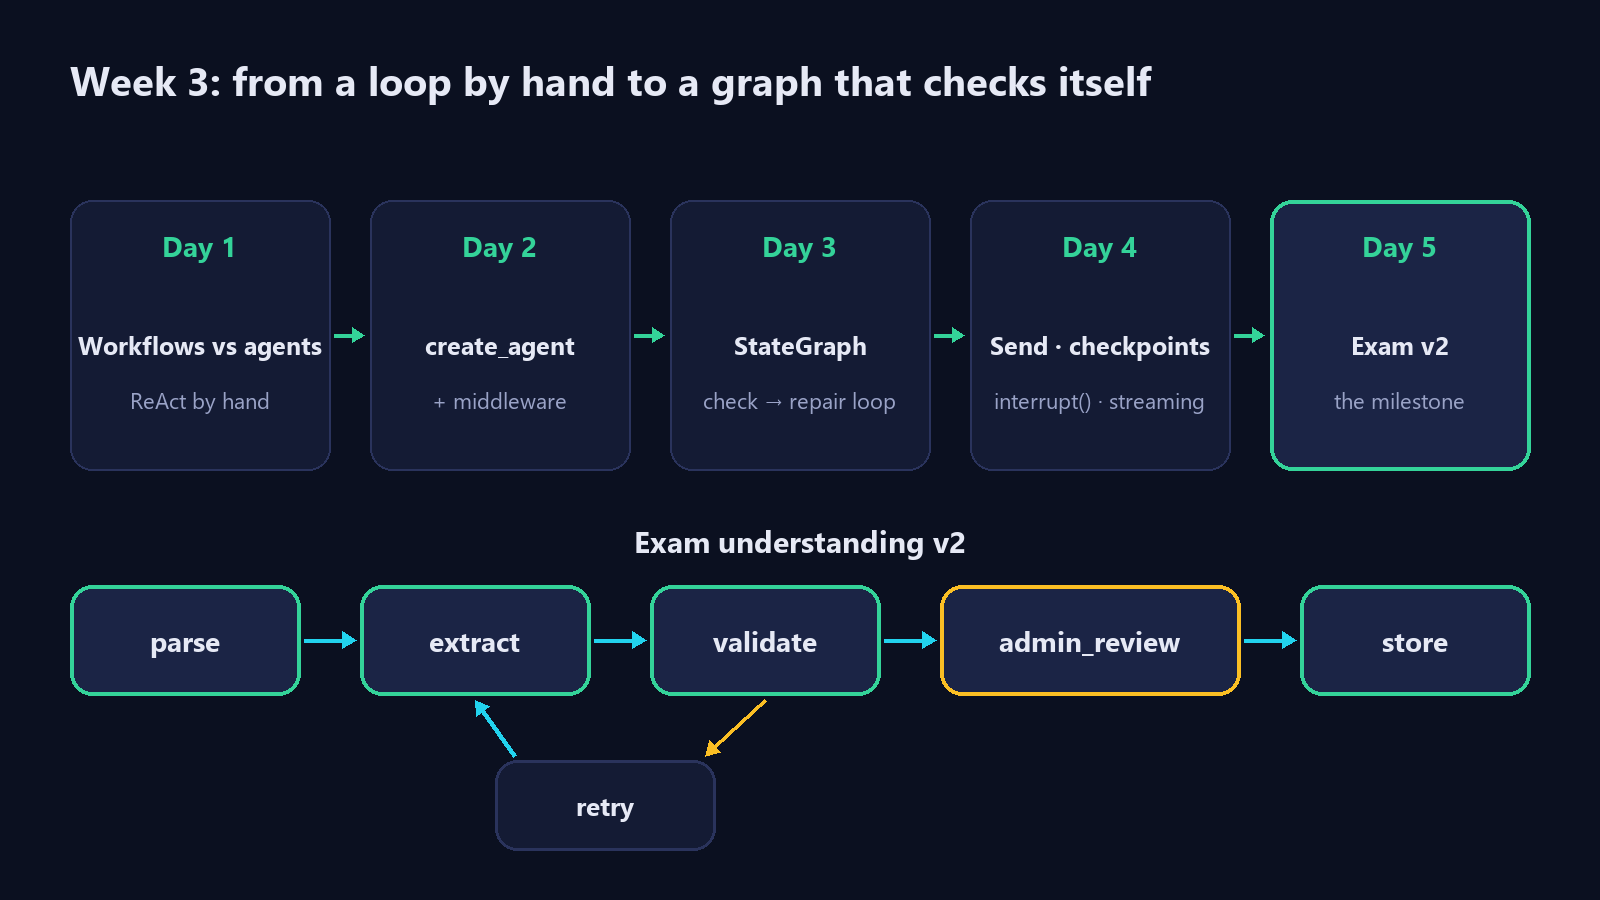 Week 3: from a loop by hand to a graph that checks itself
Day 1
Workflows vs agents
ReAct by hand
Day 2
create_agent
+ middleware
Day 3
StateGraph
check → repair loop
Day 4
Send · checkpoints
interrupt() · streaming
Day 5
Exam v2
the milestone
Exam understanding v2
parse
extract
validate
admin_review
store
retry